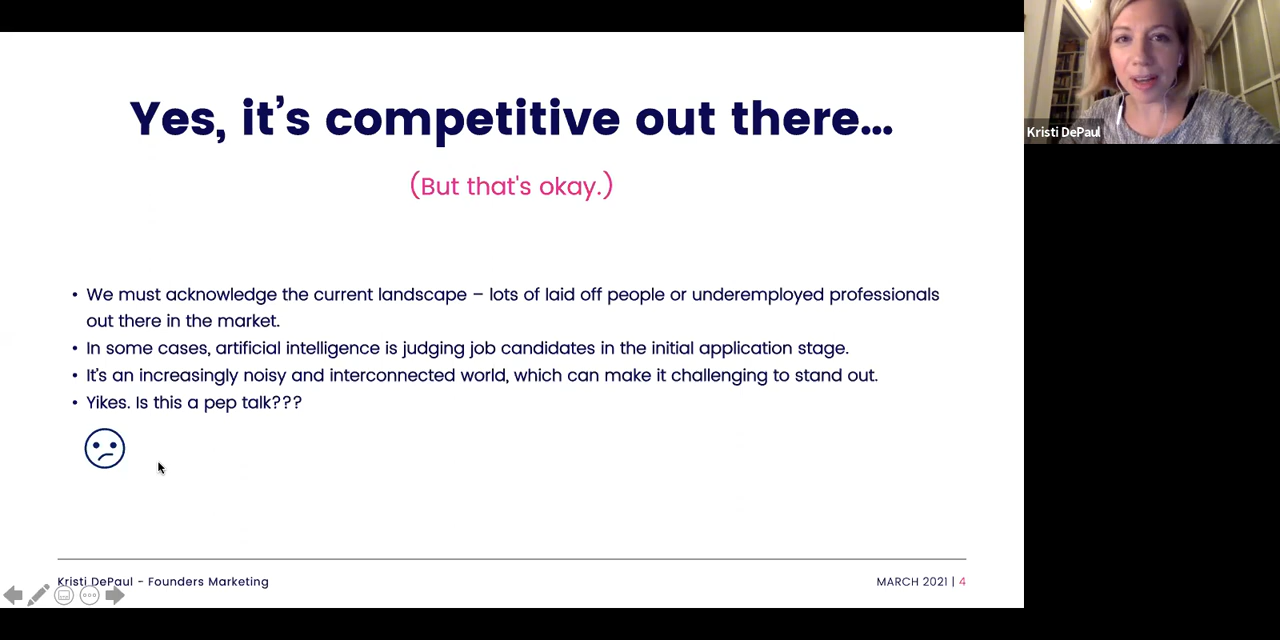 Yes, it’s competitive out there...
(But that's okay.)
• We must acknowledge the current landscape – lots of laid off people or underemployed professionals
out there in the market.
• In some cases, artificial intelligence is judging job candidates in the initial application stage.
• It’s an increasingly noisy and interconnected world, which can make it challenging to stand out.
• Yikes. Is this a pep talk???
Kristi DePaul - Founders Marketing
MARCH 2021 | 4
Kristi DePaul